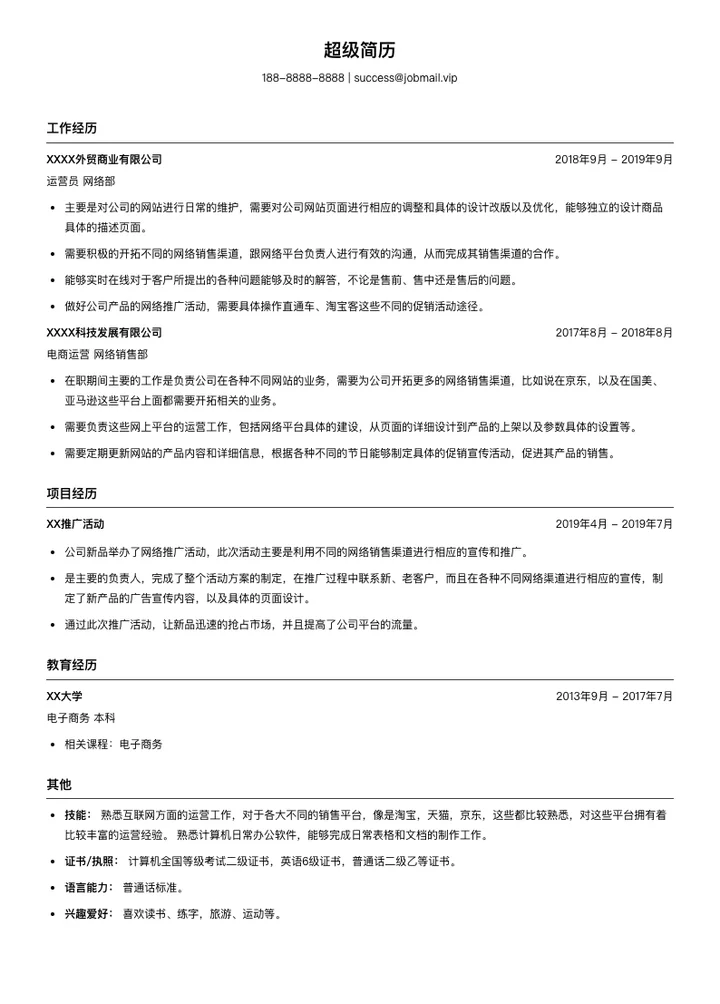 超级简历
188-8888-8888 | success@jobmail.vip
工作经历
XXXX外贸商业有限公司 2018年9月 – 2019年9月
运营员 网络部
• 主要是对公司的网站进行日常的维护，需要对公司网站页面进行相应的调整和具体的设计改版以及优化，能够独立的设计商品
具体的描述页面。
• 需要积极的开拓不同的网络销售渠道，跟网络平台负责人进行有效的沟通，从而完成其销售渠道的合作。
• 能够实时在线对于客户所提出的各种问题能够及时的解答，不论是售前、售中还是售后的问题。
• 做好公司产品的网络推广活动，需要具体操作直通车、淘宝客这些不同的促销活动途径。
XXXX科技发展有限公司 2017年8月 – 2018年8月
电商运营 网络销售部
• 在职期间主要的工作是负责公司在各种不同网站的业务，需要为公司开拓更多的网络销售渠道，比如说在京东，以及在国美、
亚马逊这些平台上面都需要开拓相关的业务。
• 需要负责这些网上平台的运营工作，包括网络平台具体的建设，从页面的详细设计到产品的上架以及参数具体的设置等。
• 需要定期更新网站的产品内容和详细信息，根据各种不同的节日能够制定具体的促销宣传活动，促进其产品的销售。
项目经历
XX推广活动 2019年4月 – 2019年7月
• 公司新品举办了网络推广活动，此次活动主要是利用不同的网络销售渠道进行相应的宣传和推广。
• 是主要的负责人，完成了整个活动方案的制定，在推广过程中联系新、老客户，而且在各种不同网络渠道进行相应的宣传，制
定了新产品的广告宣传内容，以及具体的页面设计。
• 通过此次推广活动，让新品迅速的抢占市场，并且提高了公司平台的流量。
教育经历
XX大学 2013年9月 – 2017年7月
电子商务 本科
• 相关课程：电子商务
其他
• 技能： 熟悉互联网方面的运营工作，对于各大不同的销售平台，像是淘宝，天猫，京东，这些都比较熟悉，对这些平台拥有着
比较丰富的运营经验。 熟悉计算机日常办公软件，能够完成日常表格和文档的制作工作。
• 证书/执照： 计算机全国等级考试二级证书，英语6级证书，普通话二级乙等证书。
• 语言能力： 普通话标准。
• 兴趣爱好： 喜欢读书、练字，旅游、运动等。